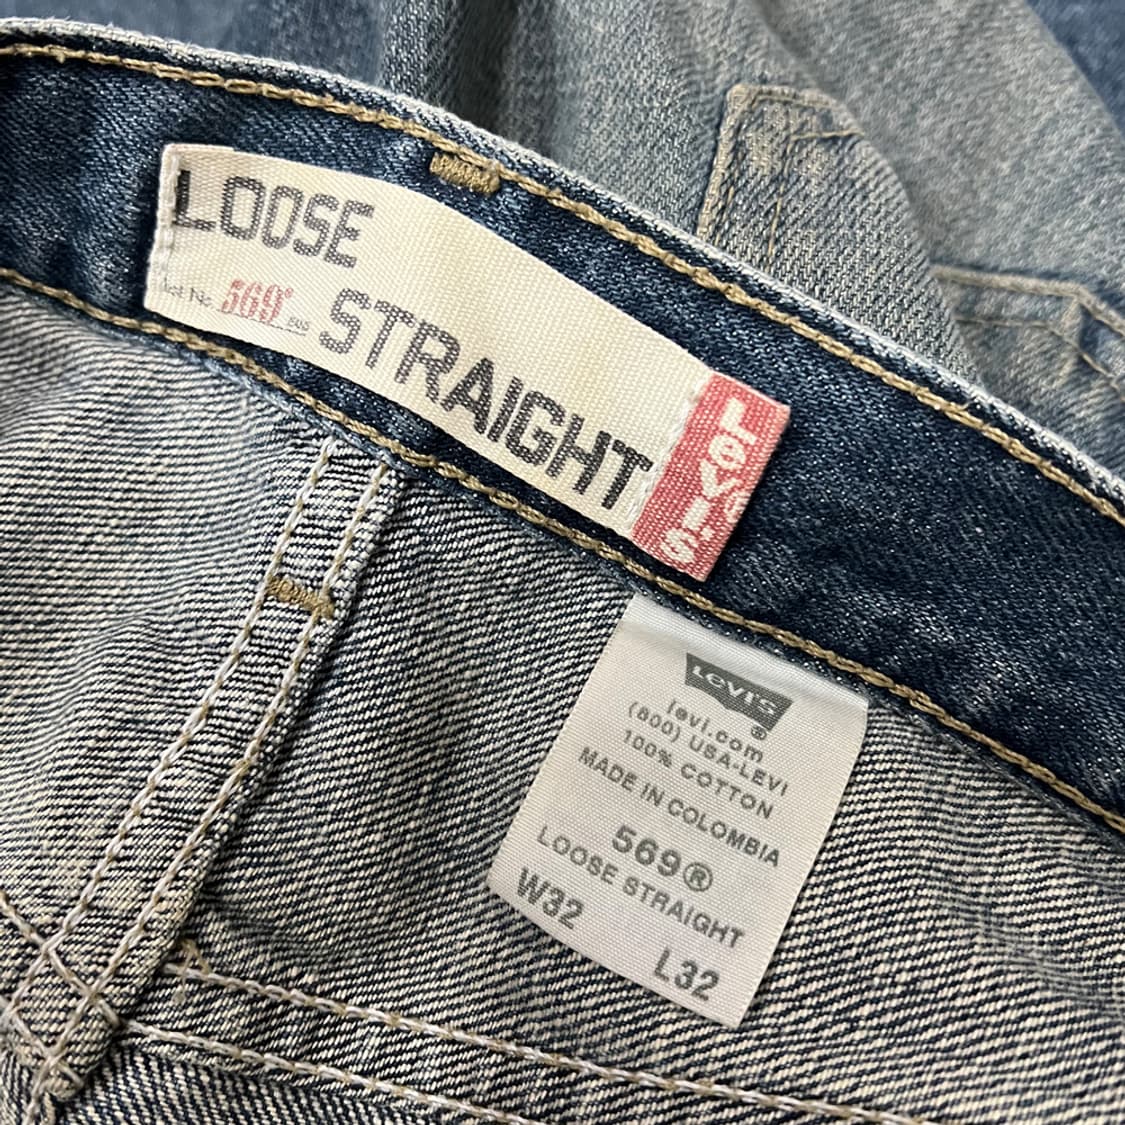 LOOSE
Lot No. 569®
STRAIGHT
Levi's
LEVI'S®
levi.com
(800) USA-LEVI
100% COTTON
MADE IN COLOMBIA
569®
LOOSE STRAIGHT
W32 L32